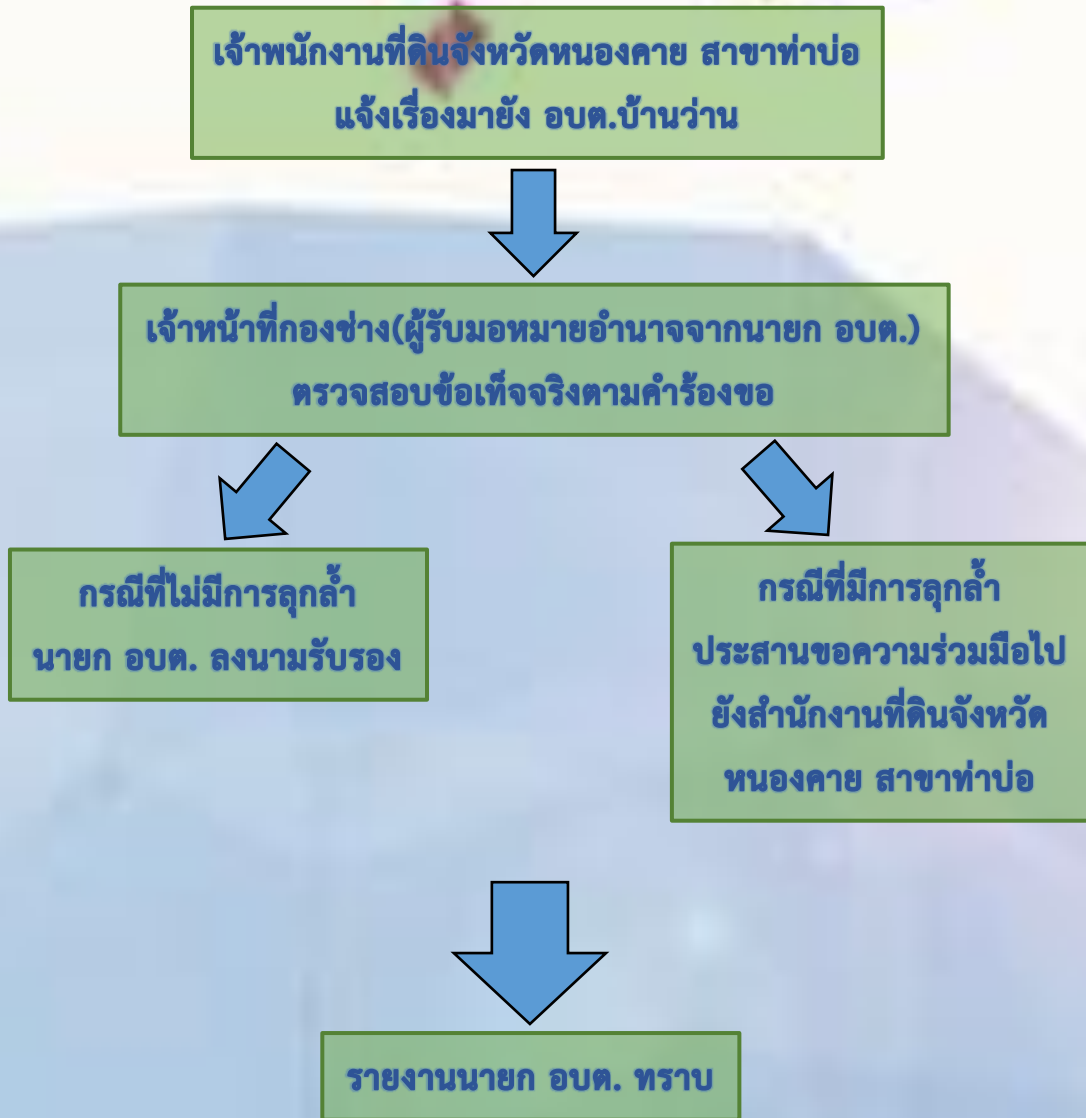 เจ้าพนักงานที่ดินจังหวัดหนองคาย สาขาท่าบ่อ
แจ้งเรื่องมายัง อบต.บ้านว่าน
เจ้าหน้าที่กองช่าง(ผู้รับมอหมายอำนาจจากนายก อบต.)
ตรวจสอบข้อเท็จจริงตามคำร้องขอ
กรณีที่ไม่มีการลุกล้ำ
นายก อบต. ลงนามรับรอง
กรณีที่มีการลุกล้ำ
ประสานขอความร่วมมือไป
ยังสำนักงานที่ดินจังหวัด
หนองคาย สาขาท่าบ่อ
รายงานนายก อบต. ทราบ